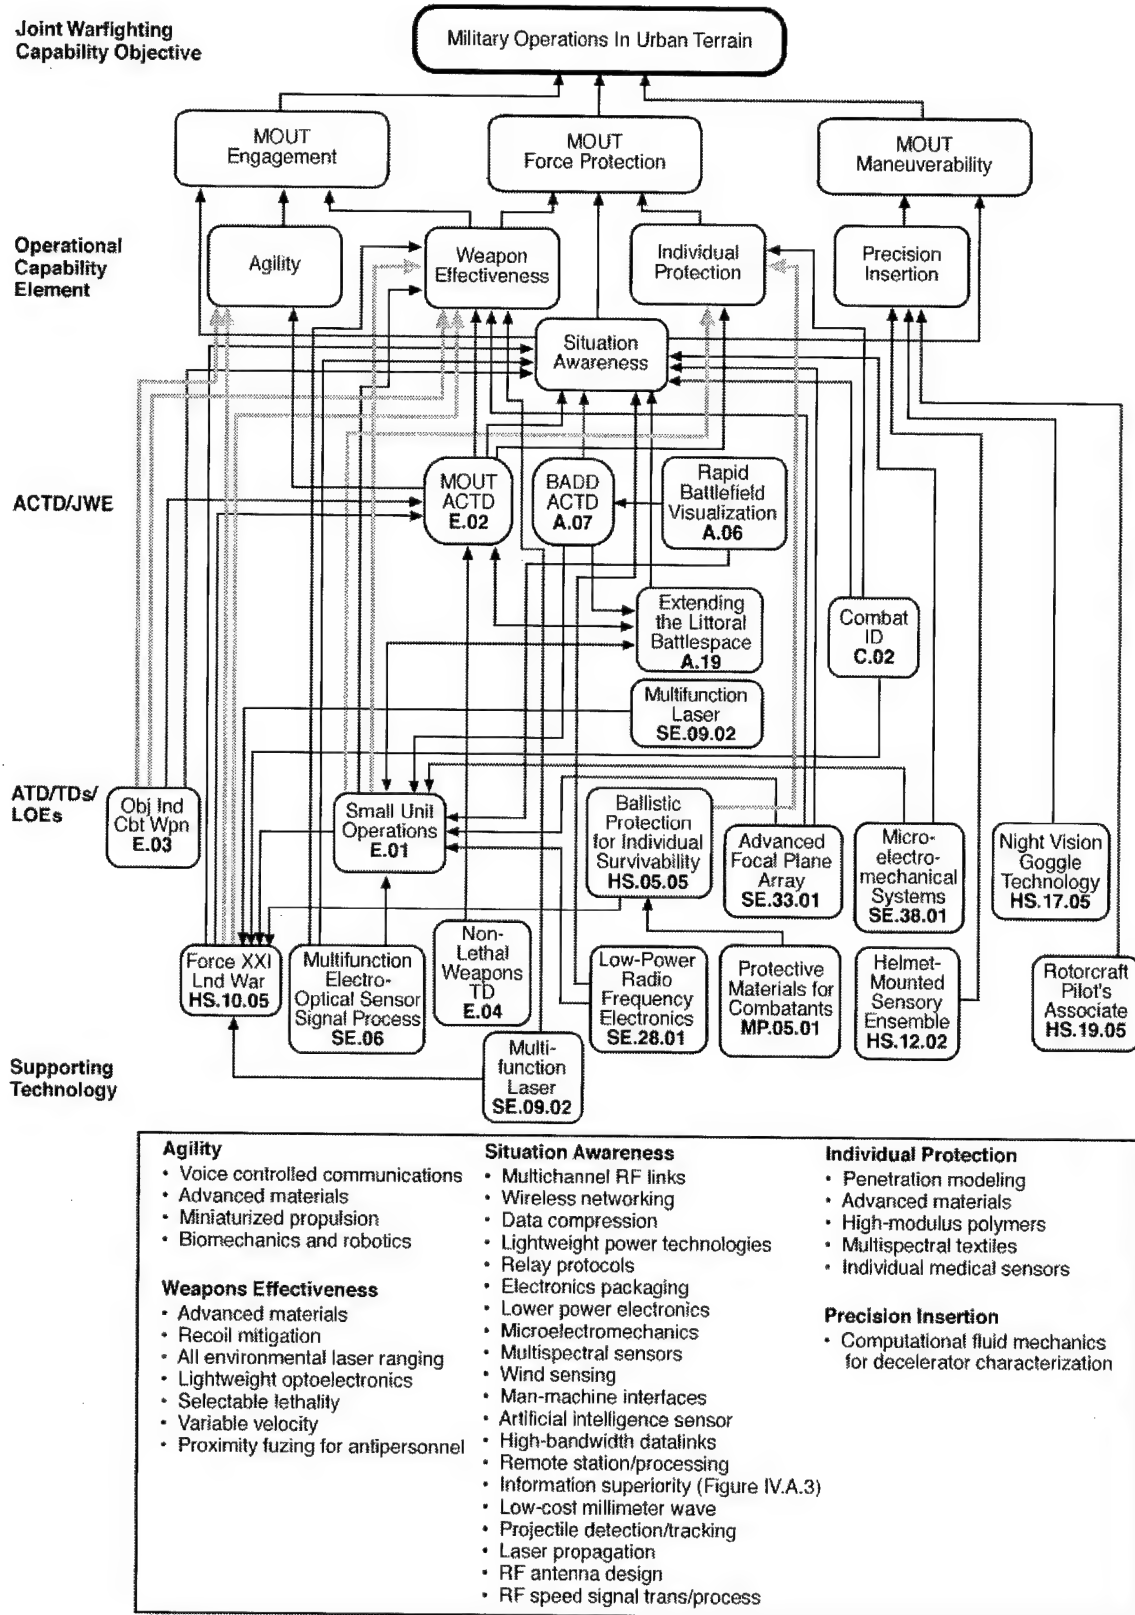 Joint Warfighting
Capability Objective
Military Operations In Urban Terrain
MOUT
Engagement
MOUT
Force Protection
MOUT
Maneuverability
Operational
Capability
Element
Agility
Weapon
Effectiveness
Individual
Protection
Precision
Insertion
Situation
Awareness
ACTD/JWE
MOUT
ACTD
E.02
BADD
ACTD
A.07
Rapid
Battlefield
Visualization
A.06
Extending
the Littoral
Battlespace
A.19
Combat
ID
C.02
Multifunction
Laser
SE.09.02
ATD/TDs/
LOEs
Obj Ind
Cbt Wpn
E.03
Small Unit
Operations
E.01
Ballistic
Protection
for Individual
Survivability
HS.05.05
Advanced
Focal Plane
Array
SE.33.01
Micro-
electro-
mechanical
Systems
SE.38.01
Night Vision
Goggle
Technology
HS.17.05
Force XXI
Lnd War
HS.10.05
Multifunction
Electro-
Optical Sensor
Signal Process
SE.06
Non-
Lethal
Weapons
TD
E.04
Low-Power
Radio
Frequency
Electronics
SE.28.01
Protective
Materials for
Combatants
MP.05.01
Helmet-
Mounted
Sensory
Ensemble
HS.12.02
Rotorcraft
Pilot's
Associate
HS.19.05
Supporting
Technology
Multi-
function
Laser
SE.09.02
Agility
• Voice controlled communications
• Advanced materials
• Miniaturized propulsion
• Biomechanics and robotics
Weapons Effectiveness
• Advanced materials
• Recoil mitigation
• All environmental laser ranging
• Lightweight optoelectronics
• Selectable lethality
• Variable velocity
• Proximity fuzing for antipersonnel
Situation Awareness
• Multichannel RF links
• Wireless networking
• Data compression
• Lightweight power technologies
• Relay protocols
• Electronics packaging
• Lower power electronics
• Microelectromechanics
• Multispectral sensors
• Wind sensing
• Man-machine interfaces
• Artificial intelligence sensor
• High-bandwidth datalinks
• Remote station/processing
• Information superiority (Figure IV.A.3)
• Low-cost millimeter wave
• Projectile detection/tracking
• Laser propagation
• RF antenna design
• RF speed signal trans/process
Individual Protection
• Penetration modeling
• Advanced materials
• High-modulus polymers
• Multispectral textiles
• Individual medical sensors
Precision Insertion
• Computational fluid mechanics
for decelerator characterization